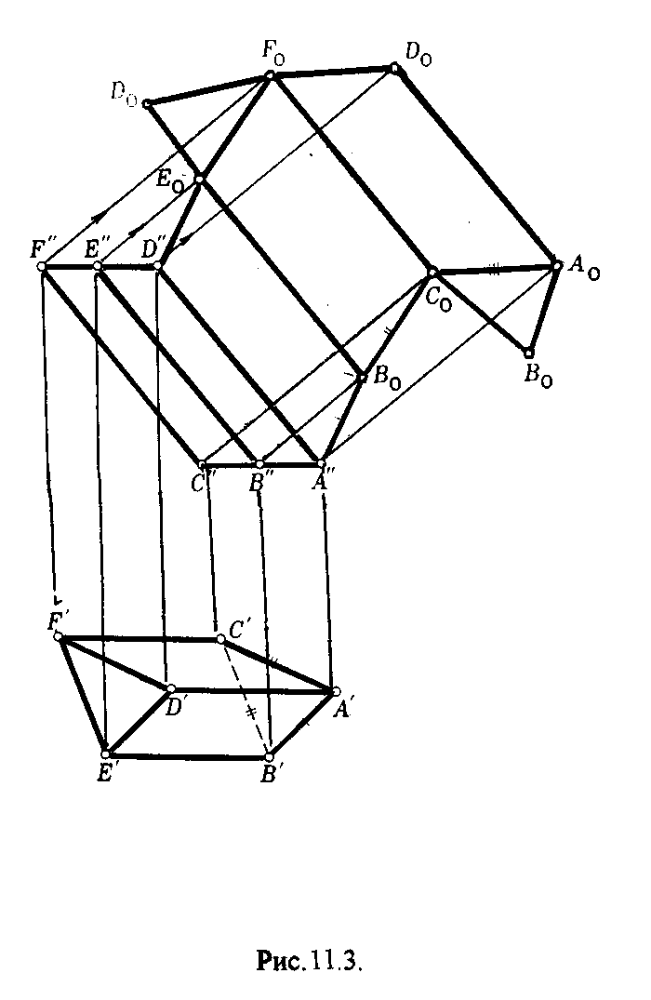 F₀
D₀
D₀
E₀
F″ E″ D″
A₀
C₀
B₀
B₀
C″ B″ A″
F′
C′
D′
A′
E′
B′
Рис.11.3.